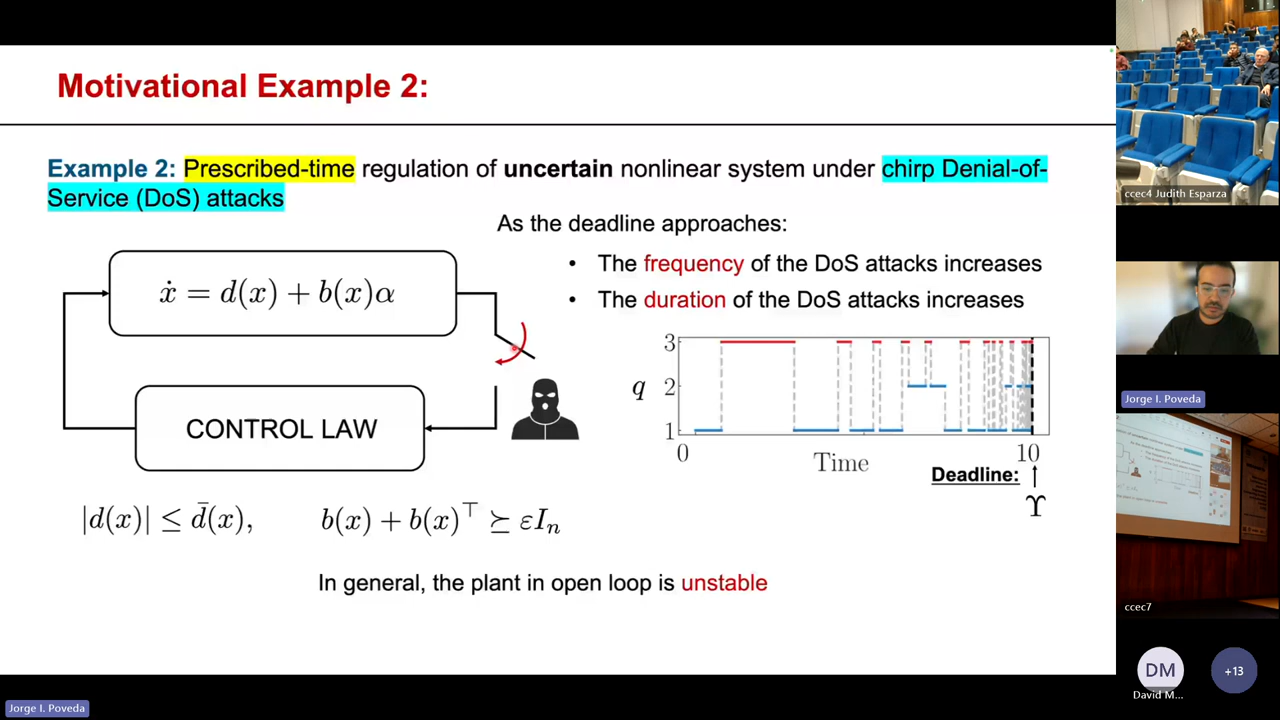 Motivational Example 2:
Example 2: Prescribed-time regulation of uncertain nonlinear system under chirp Denial-of-
Service (DoS) attacks
As the deadline approaches:
• The frequency of the DoS attacks increases
• The duration of the DoS attacks increases
ẋ = d(x) + b(x)α
CONTROL LAW
3
q 2
1
0
Time
10
Deadline:
ϒ
|d(x)| ≤ d̄(x),
b(x) + b(x)⊤ ⪰ εIₙ
In general, the plant in open loop is unstable
Jorge I. Poveda
ccec4 Judith Esparza
Jorge I. Poveda
ccec7
DM
David M...
+13